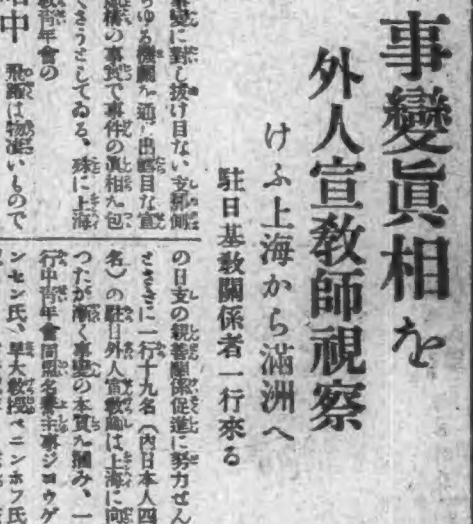 事變眞相を
外人宣教師視察
けふ上海から滿洲へ
駐日基教關係者一行來る
事變に對し拔け目ない支那側
ゆる機關を通し出鱈目な宣
構の事實で事件の眞相を包
くさうとしてゐる、殊に上海
教青年會の
飛躍は物凄いもので
の日支の親善關係促進に努力せん
とさきに一行十九名（内日本人四
名）の駐日外人宣教師は上海に向
つたが漸く事變の本質を掴み、一
行中青年會同盟名譽主事ジヨウゲ
ンセン氏、早大教授ベニンホフ氏